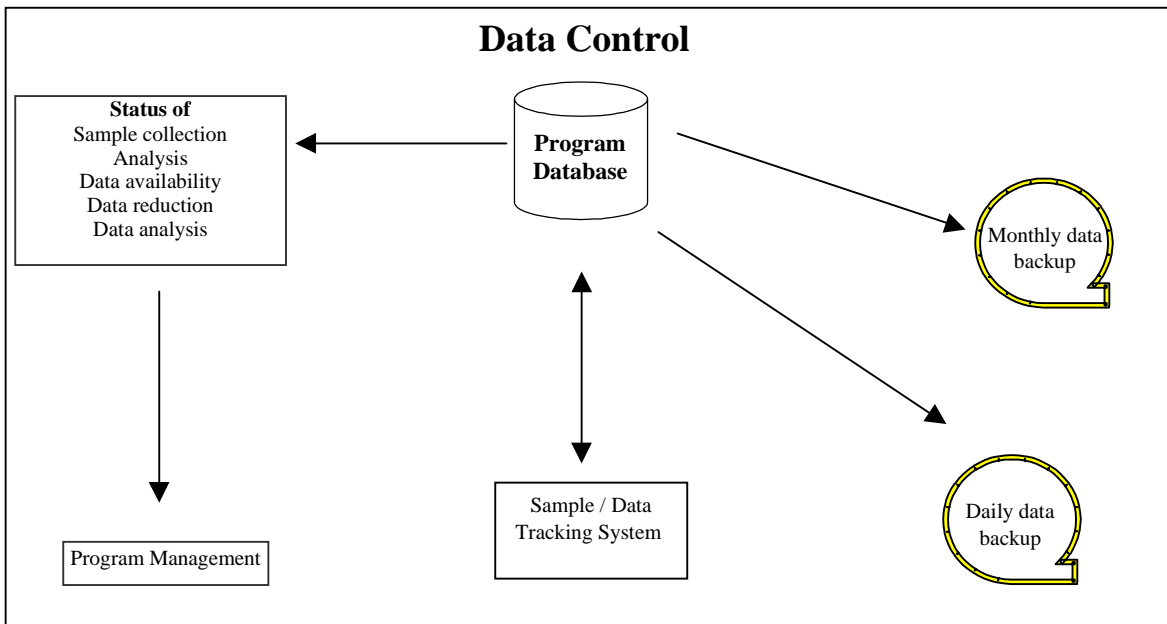 Data Control
Status of
Sample collection
Analysis
Data availability
Data reduction
Data analysis
Program
Database
Monthly data
backup
Sample / Data
Tracking System
Daily data
backup
Program Management